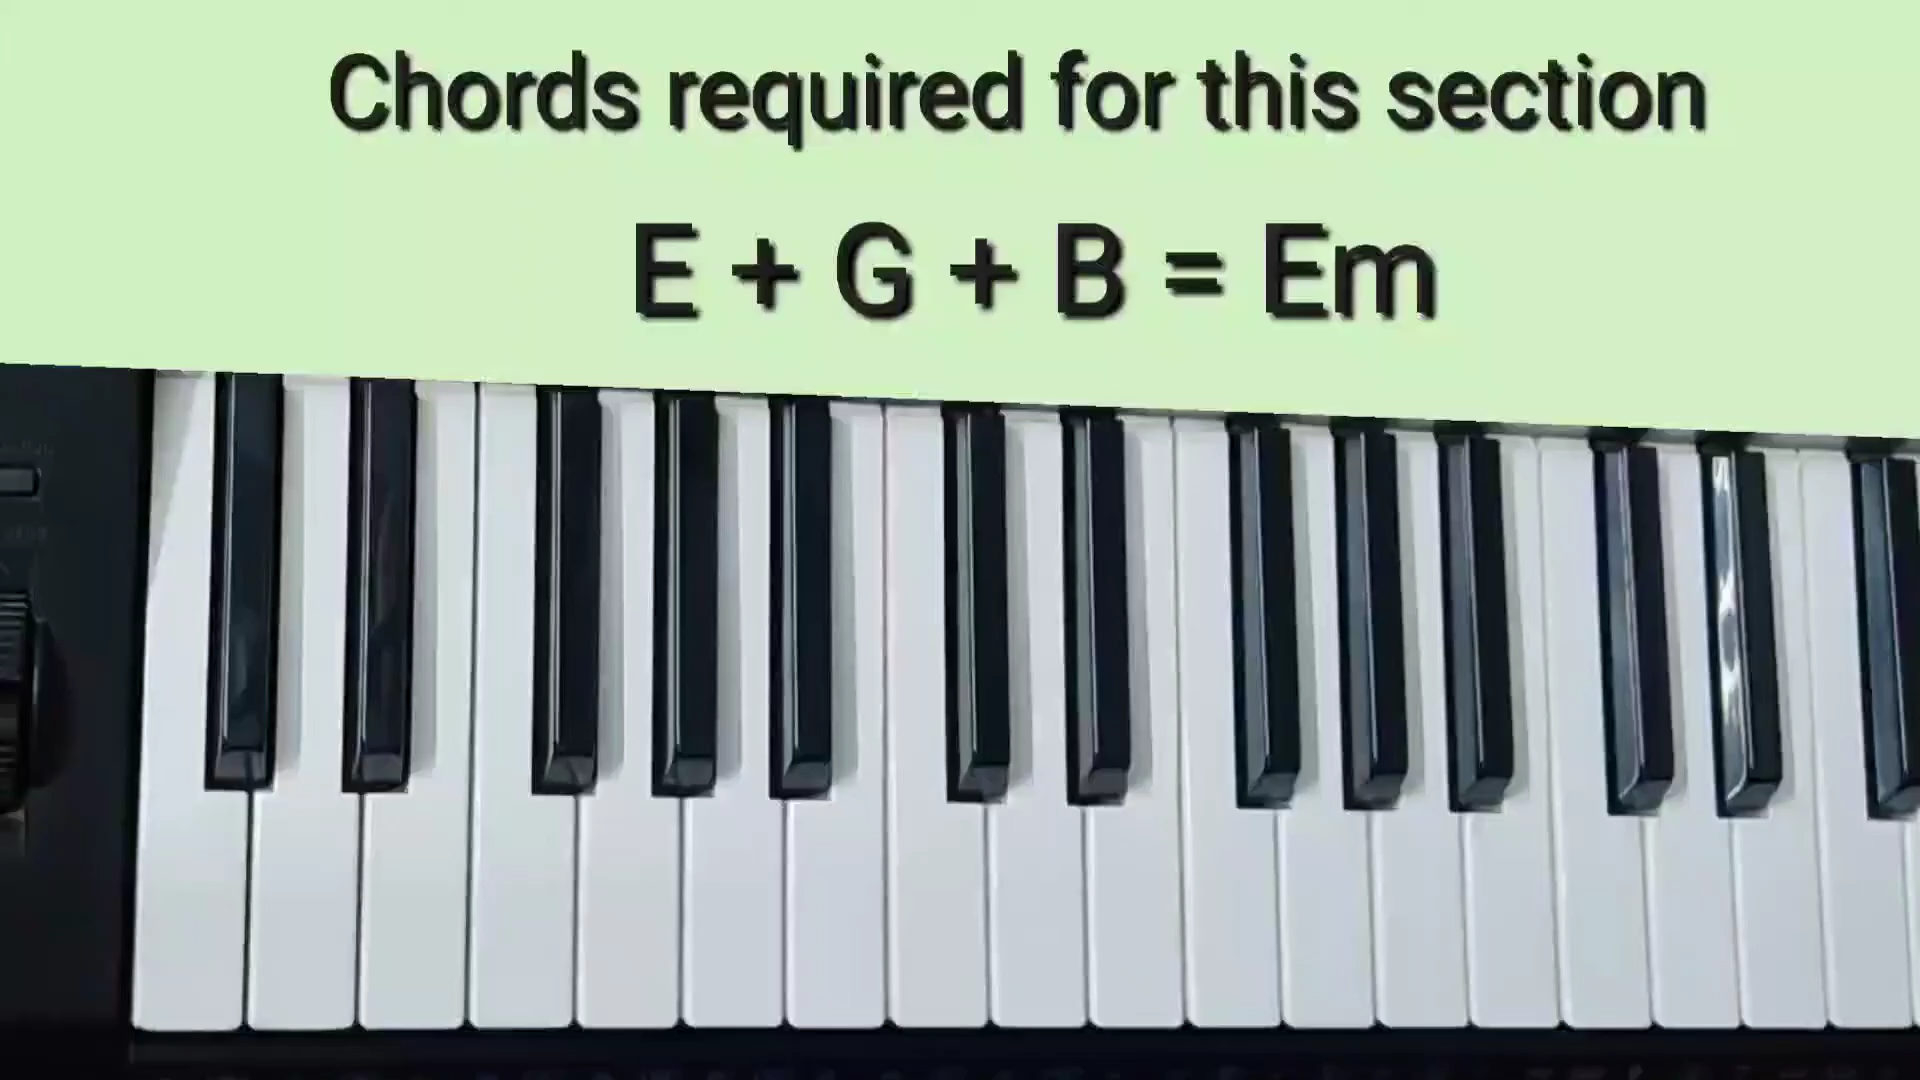 Chords required for this section
E + G + B = Em